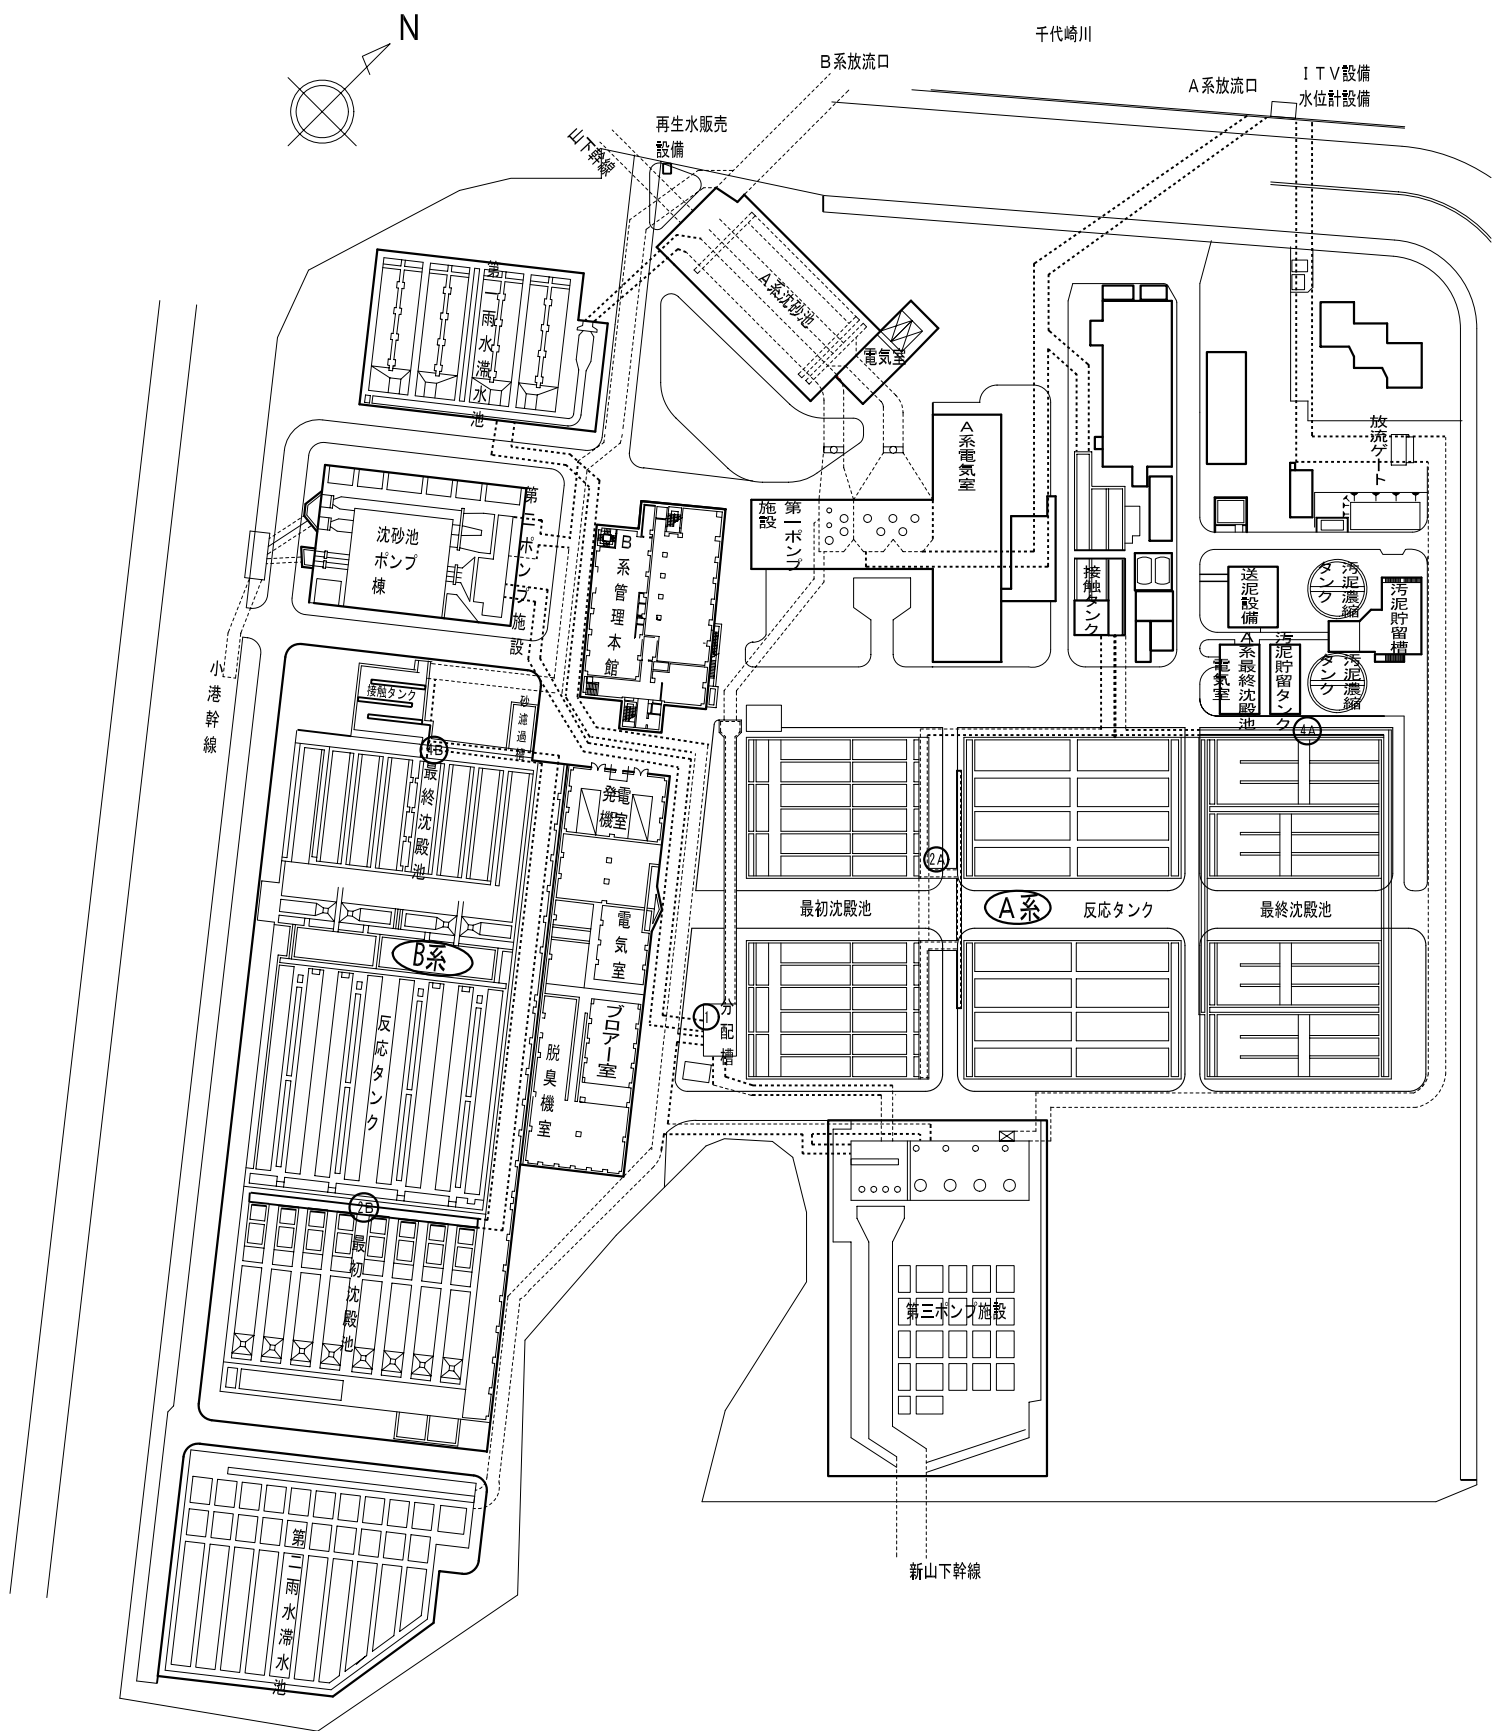 N
千代崎川
B系放流口
A系放流口
ITV設備
水位計設備
再生水販売
設備
山下幹線
A系沈砂池
電気室
第一雨水滞水池
A系電気室
放流ゲート
第一ポンプ
施設
沈砂池
ポンプ
棟
第二ポンプ施設
B系管理本館
接触タンク
送泥設備
汚泥濃縮
タンク
汚泥貯留槽
A系最終沈殿池
電気室
汚泥貯留タンク
汚泥濃縮
タンク
小港幹線
接触タンク
砂濾過機
4B
4A
最終沈殿池
発電
機室
2A
最初沈殿池
A系
反応タンク
最終沈殿池
電気室
B系
反応タンク
ブロアー室
脱臭機室
1
分配槽
2B
最初沈殿池
第三ポンプ施設
第二雨水滞水池
新山下幹線